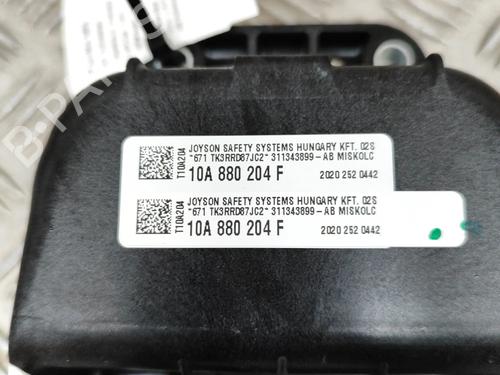 JOYSON SAFETY SYSTEMS HUNGARY KFT. 02S
*671 TK3RRD87JC2* 311343899-AB MISKOLC
T10A204
10A 880 204 F
2020 252 0442
JOYSON SAFETY SYSTEMS HUNGARY KFT. 02S
*671 TK3RRD87JC2* 311343899-AB MISKOLC
T10A204
10A 880 204 F
2020 252 0442